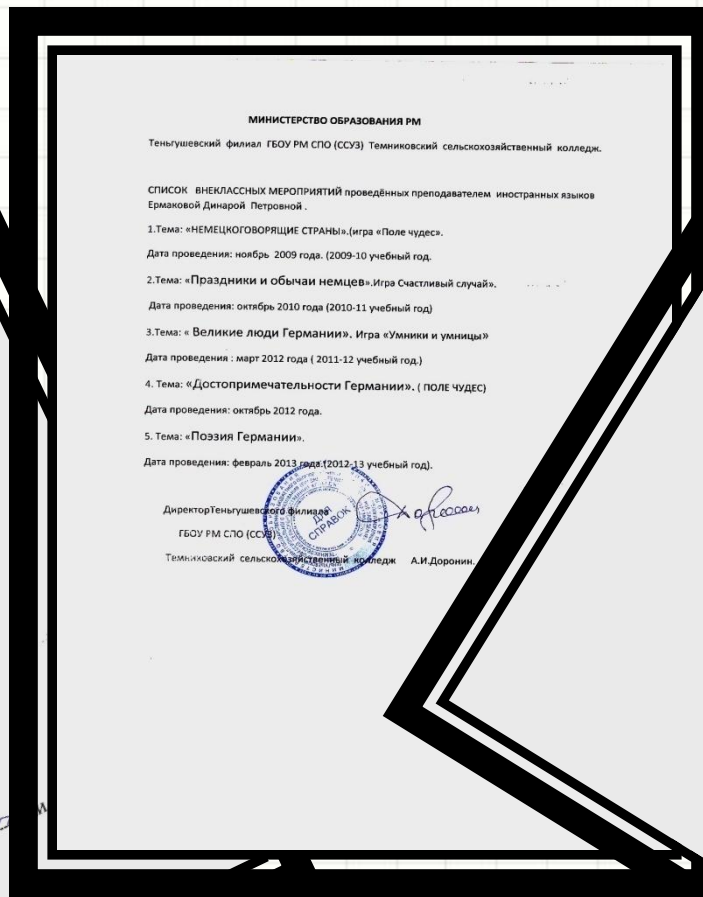 МИНИСТЕРСТВО ОБРАЗОВАНИЯ РМ
Теньгушевский филиал ГБОУ РМ СПО (ССУЗ) Темниковский сельскохозяйственный колледж.
СПИСОК ВНЕКЛАССНЫХ МЕРОПРИЯТИЙ проведённых преподавателем иностранных языков
Ермаковой Динарой Петровной .
1.Тема: «НЕМЕЦКОГОВОРЯЩИЕ СТРАНЫ».(игра «Поле чудес».
Дата проведения: ноябрь 2009 года. (2009-10 учебный год.
2.Тема: «Праздники и обычаи немцев».Игра Счастливый случай».
Дата проведения: октябрь 2010 года (2010-11 учебный год)
3.Тема: « Великие люди Германии». Игра «Умники и умницы»
Дата проведения : март 2012 года ( 2011-12 учебный год.)
4. Тема: «Достопримечательности Германии». ( ПОЛЕ ЧУДЕС)
Дата проведения: октябрь 2012 года.
5. Тема: «Поэзия Германии».
Дата проведения: февраль 2013 года.(2012-13 учебный год).
ДиректорТеньгушевского филиала
ДЛЯ
СПРАВОК
ГБОУ РМ СПО (ССУЗ)
Темниковский сельскохозяйственный колледж А.И.Доронин.